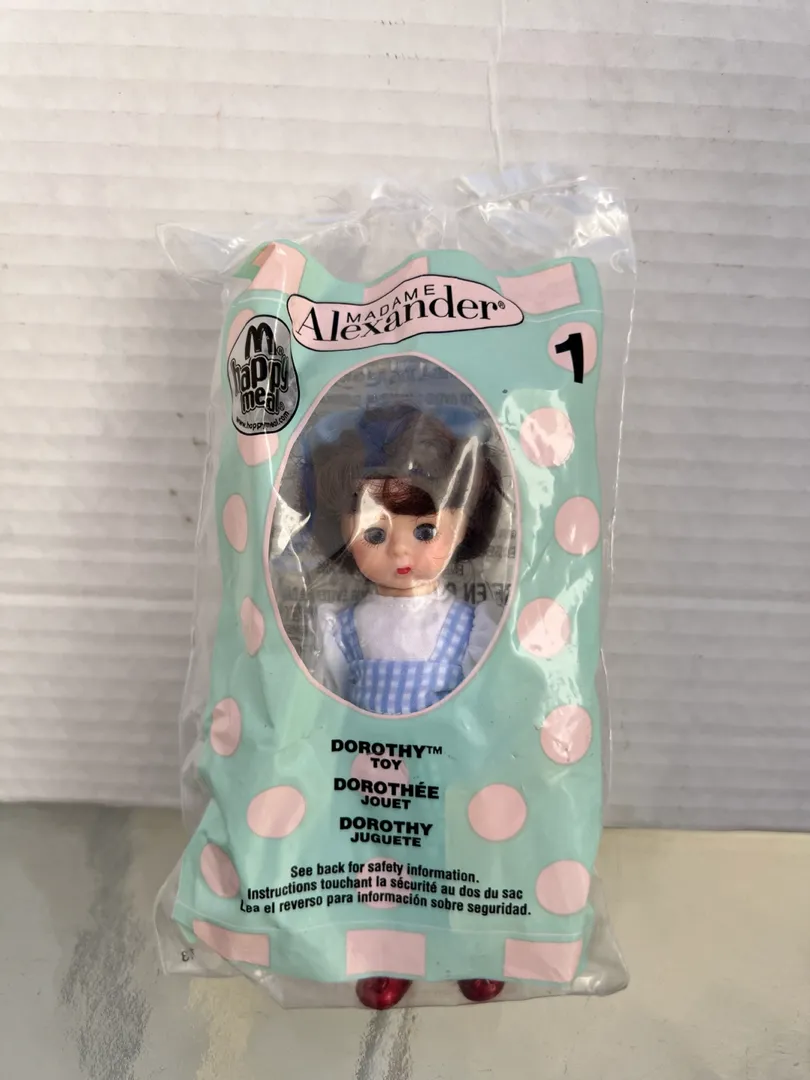 MADAME
Alexander®
1
M
happy
meal®
www.happymeal.com
DOROTHY™
TOY
DOROTHÉE
JOUET
DOROTHY
JUGUETE
See back for safety information.
Instructions touchant la sécurité au dos du sac
Lea el reverso para información sobre seguridad.